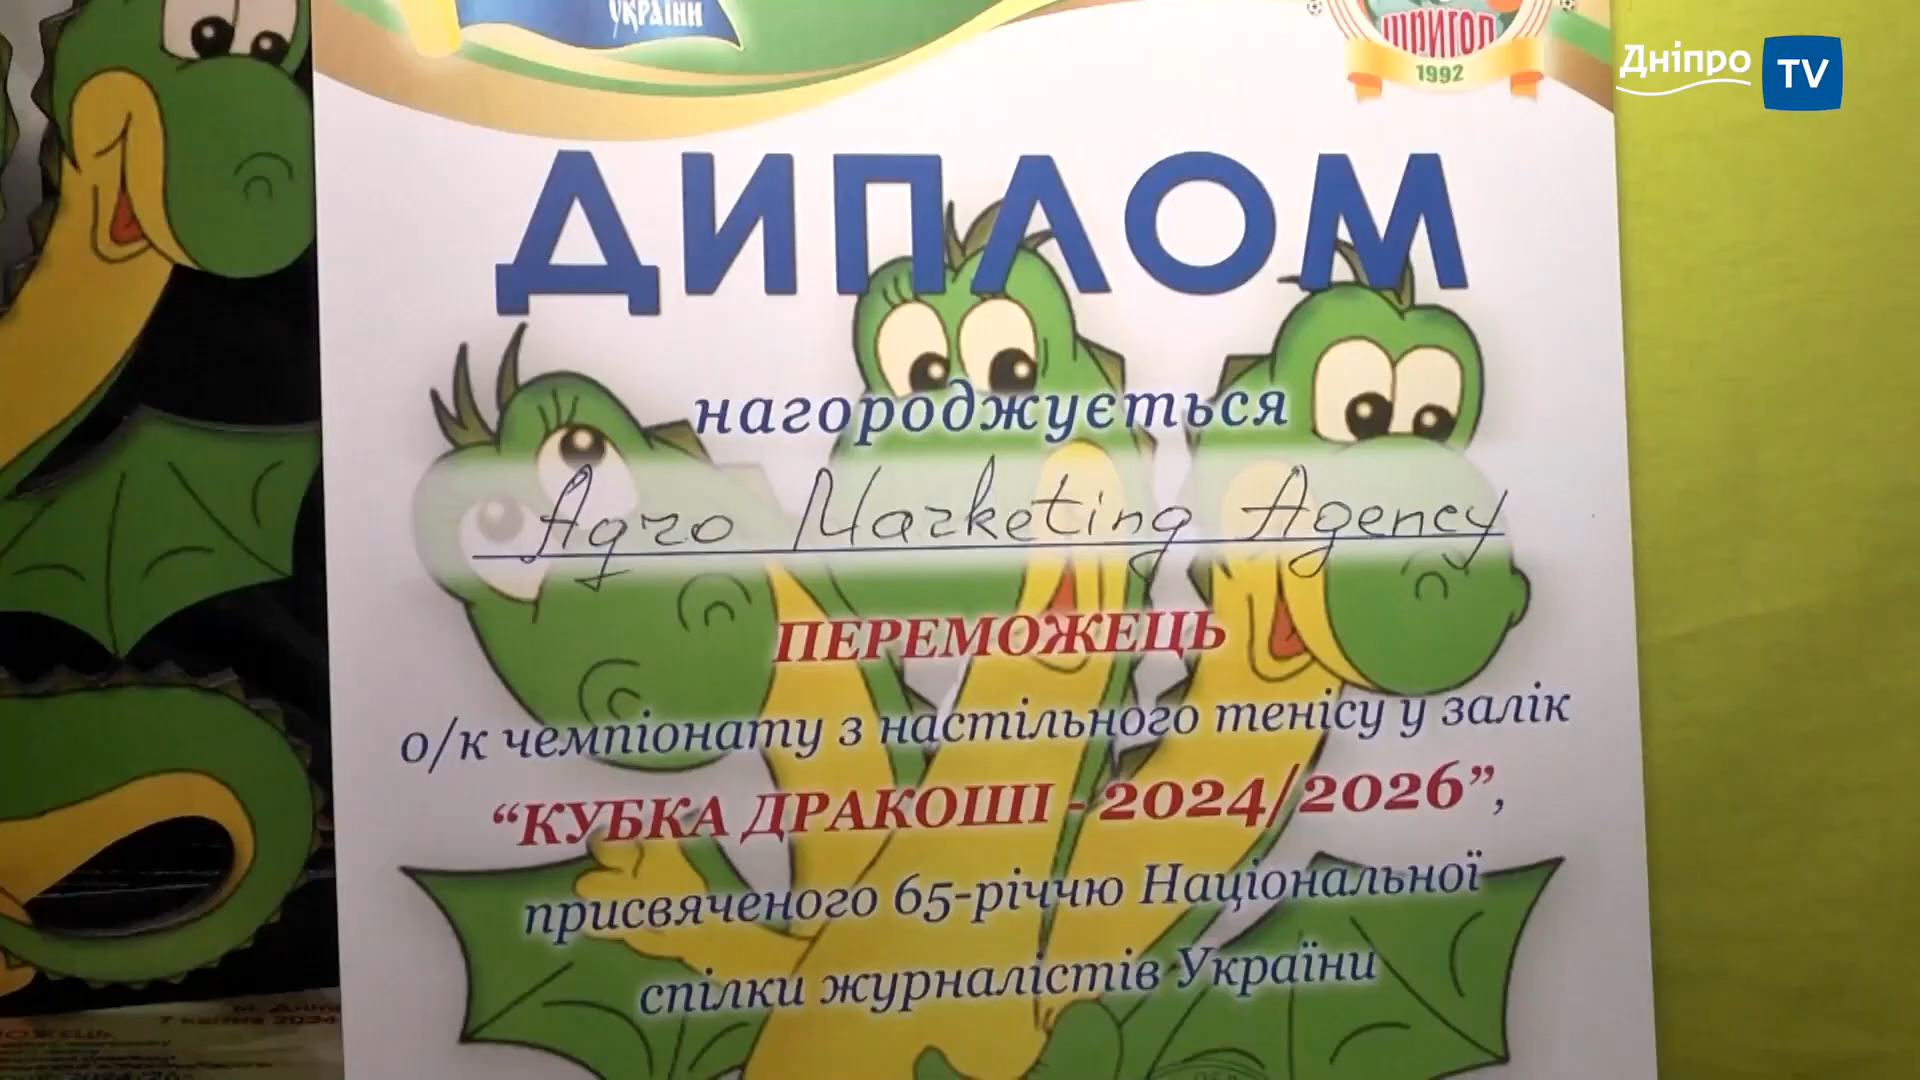 УКРАЇНИ
ШРИГОЛ
1992
Дніпро TV
ДИПЛОМ
нагороджується
Agro Marketing Agency
ПЕРЕМОЖЕЦЬ
о/к чемпіонату з настільного тенісу у залік
“КУБКА ДРАКОШІ - 2024/2026”,
присвяченого 65-річчю Національної
спілки журналістів України